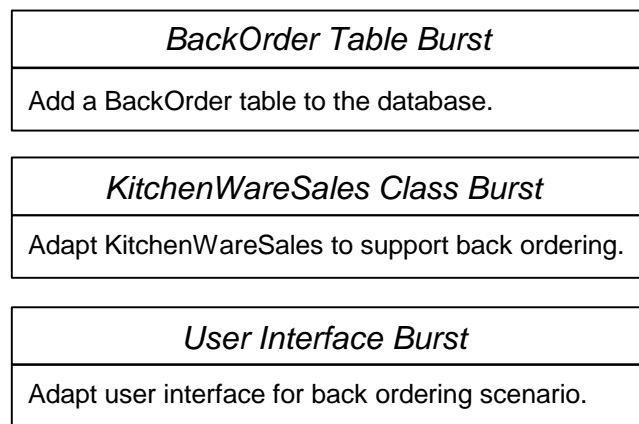 BackOrder Table Burst
Add a BackOrder table to the database.
KitchenWareSales Class Burst
Adapt KitchenWareSales to support back ordering.
User Interface Burst
Adapt user interface for back ordering scenario.